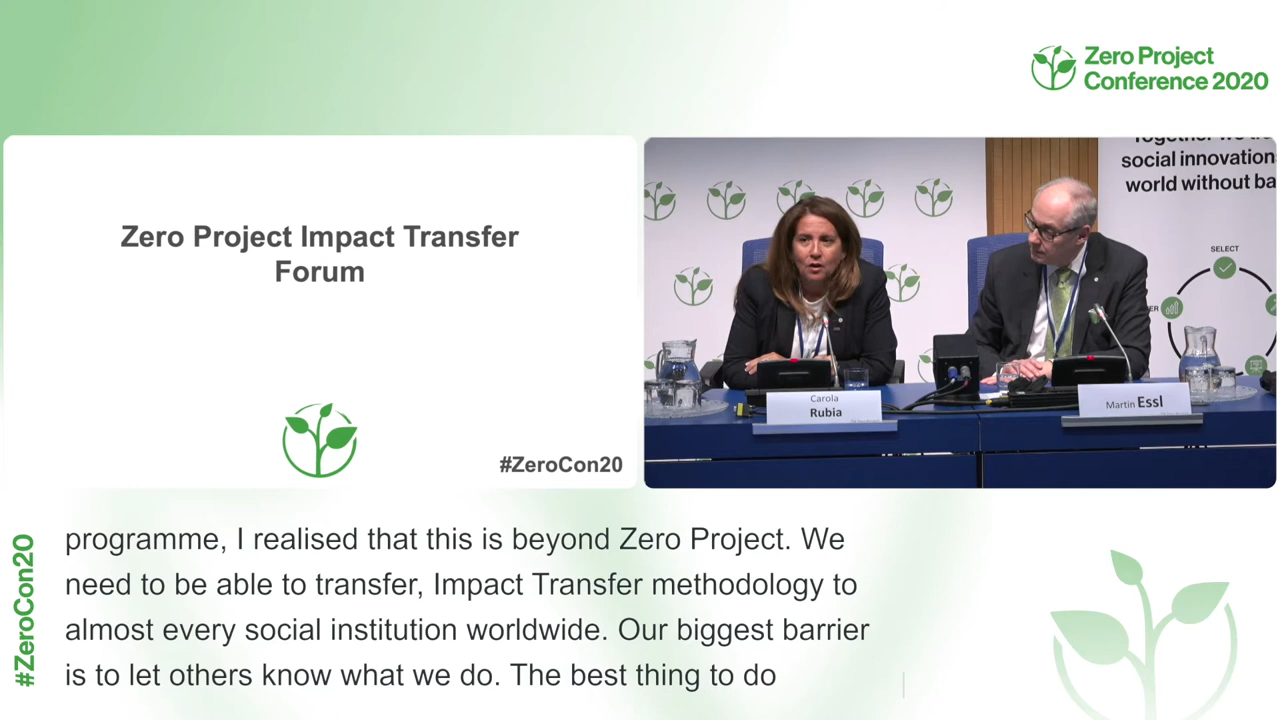 Zero Project
Conference 2020
Zero Project Impact Transfer
Forum
#ZeroCon20
social innovation
world without ba
SELECT
Carola
Rubia
Martin Essl
#ZeroCon20
programme, I realised that this is beyond Zero Project. We
need to be able to transfer, Impact Transfer methodology to
almost every social institution worldwide. Our biggest barrier
is to let others know what we do. The best thing to do